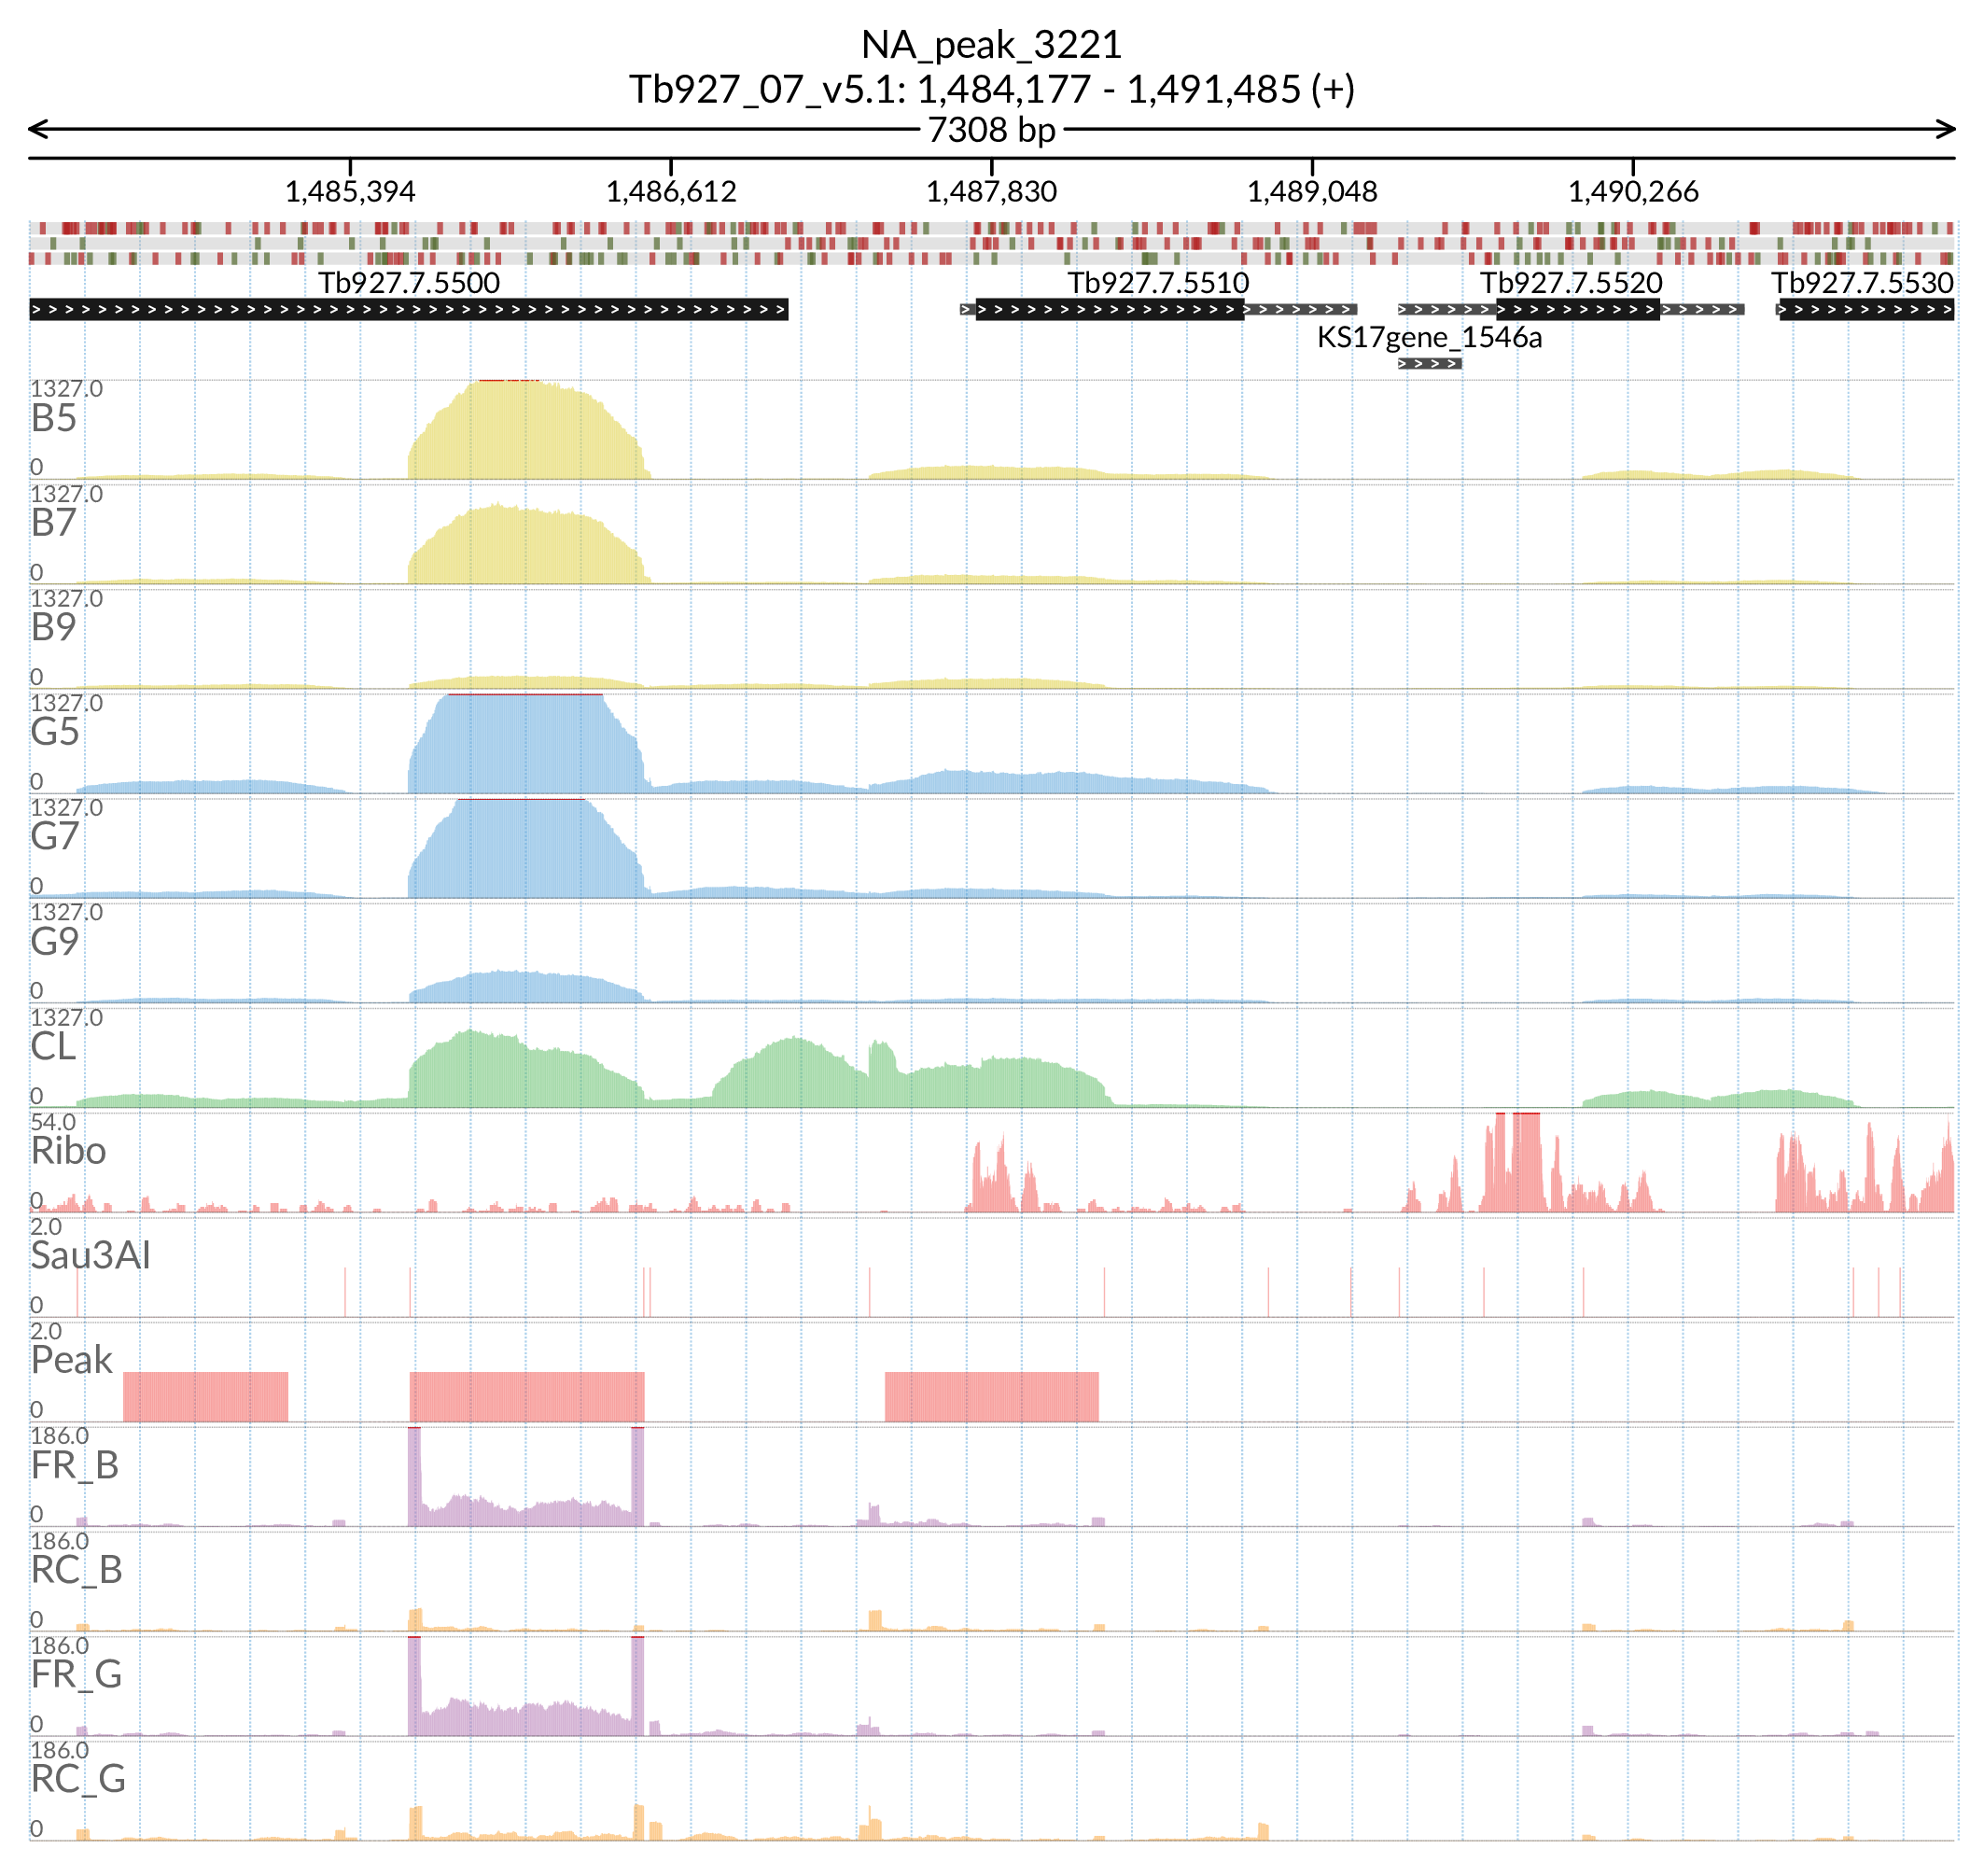 NA_peak_3221
Tb927_07_v5.1: 1,484,177 - 1,491,485 (+)
7308 bp
1,485,394 1,486,612 1,487,830 1,489,048 1,490,266
Tb927.7.5500 Tb927.7.5510 Tb927.7.5520 Tb927.7.5530
KS17gene_1546a
1327.0
B5
0
1327.0
B7
0
1327.0
B9
0
1327.0
G5
0
1327.0
G7
0
1327.0
G9
0
1327.0
CL
0
54.0
Ribo
0
2.0
Sau3AI
0
2.0
Peak
0
186.0
FR_B
0
186.0
RC_B
0
186.0
FR_G
0
186.0
RC_G
0